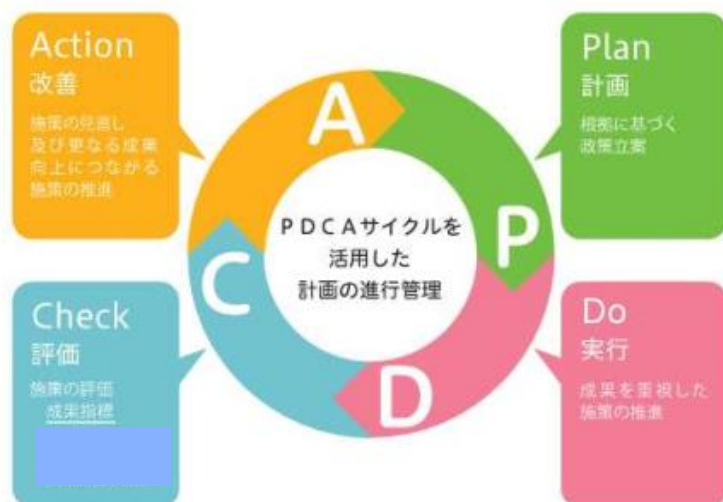 Action
改善
施策の見直し
及び更なる成果
向上につながる
施策の推進
Plan
計画
根拠に基づく
政策立案
A
P
D
C
PDCAサイクルを
活用した
計画の進行管理
Check
評価
施策の評価
成果指標
Do
実行
成果を重視した
施策の推進